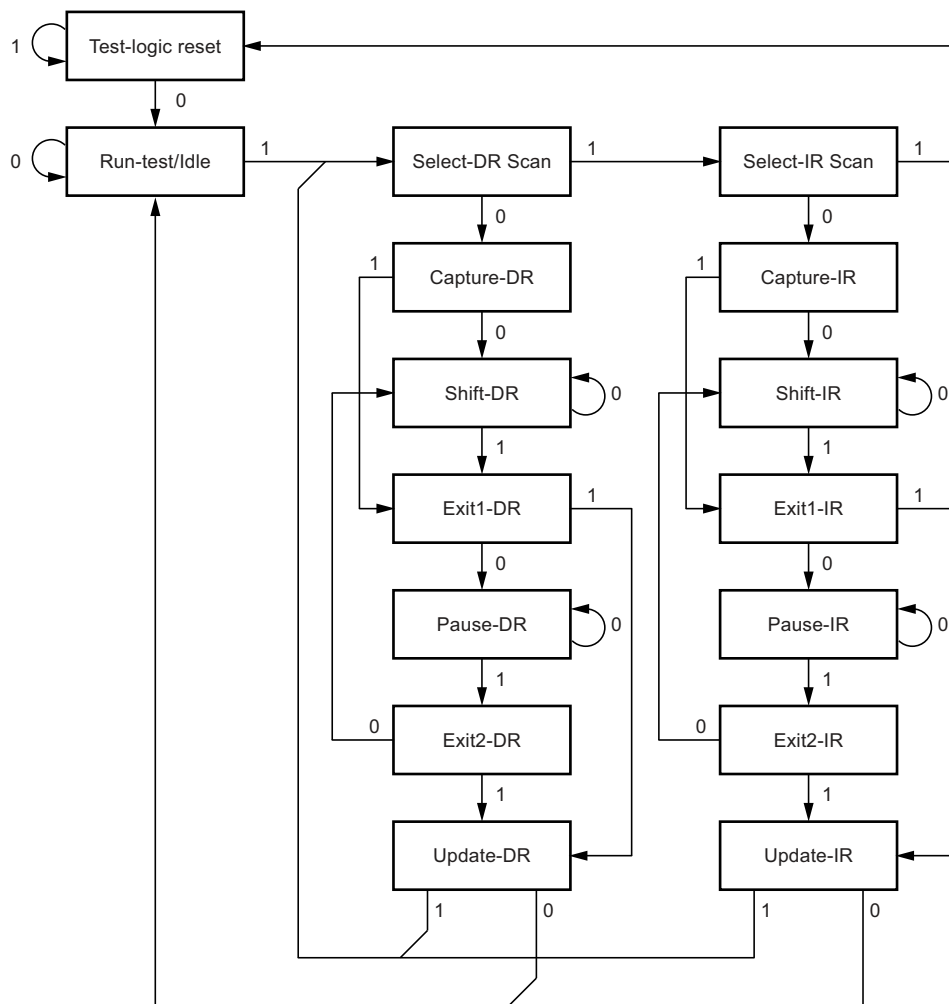 Test-logic reset
1
0
Run-test/Idle
0
1
Select-DR Scan
1
Select-IR Scan
1
0
0
1
Capture-DR
1
Capture-IR
0
0
Shift-DR
0
Shift-IR
0
1
1
Exit1-DR
1
Exit1-IR
1
0
0
Pause-DR
0
Pause-IR
0
1
1
0
Exit2-DR
0
Exit2-IR
1
1
Update-DR
Update-IR
1
0
1
0